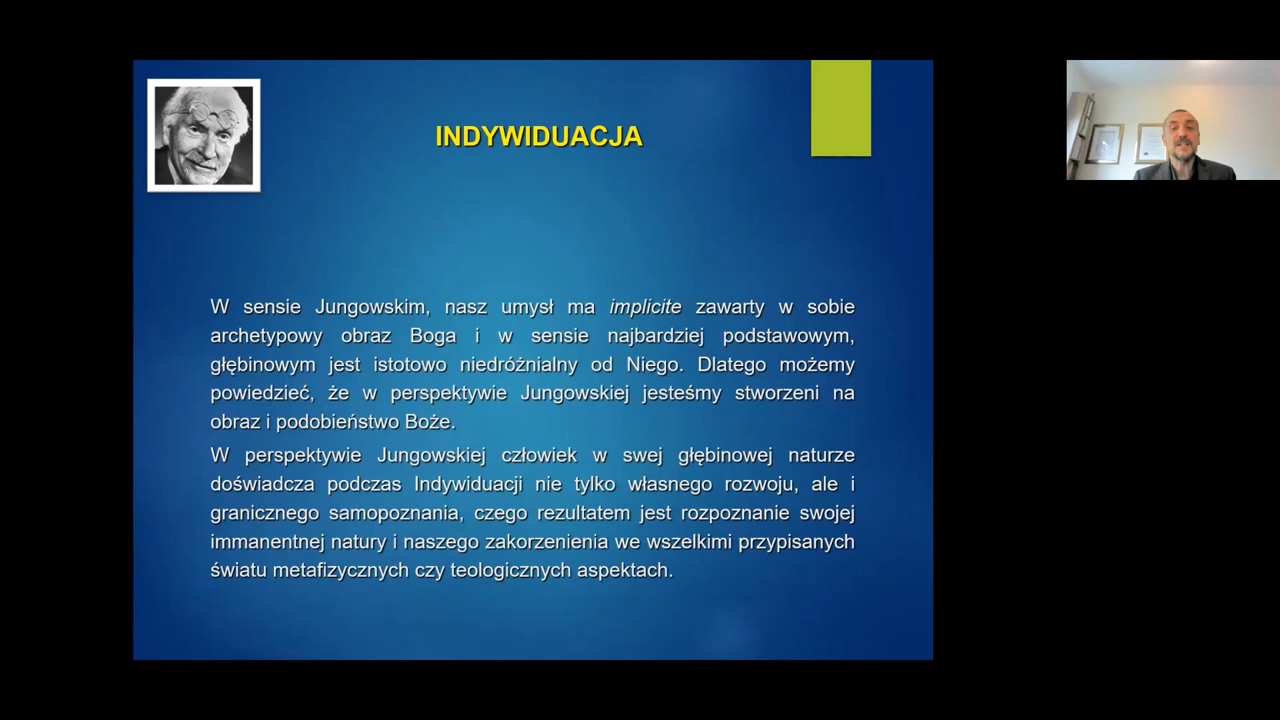 INDYWIDUACJA
W sensie Jungowskim, nasz umysł ma implicite zawarty w sobie
archetypowy obraz Boga i w sensie najbardziej podstawowym,
głębinowym jest istotowo niedróżnialny od Niego. Dlatego możemy
powiedzieć, że w perspektywie Jungowskiej jesteśmy stworzeni na
obraz i podobieństwo Boże.
W perspektywie Jungowskiej człowiek w swej głębinowej naturze
doświadcza podczas Indywiduacji nie tylko własnego rozwoju, ale i
granicznego samopoznania, czego rezultatem jest rozpoznanie swojej
immanentnej natury i naszego zakorzenienia we wszelkimi przypisanych
światu metafizycznych czy teologicznych aspektach.